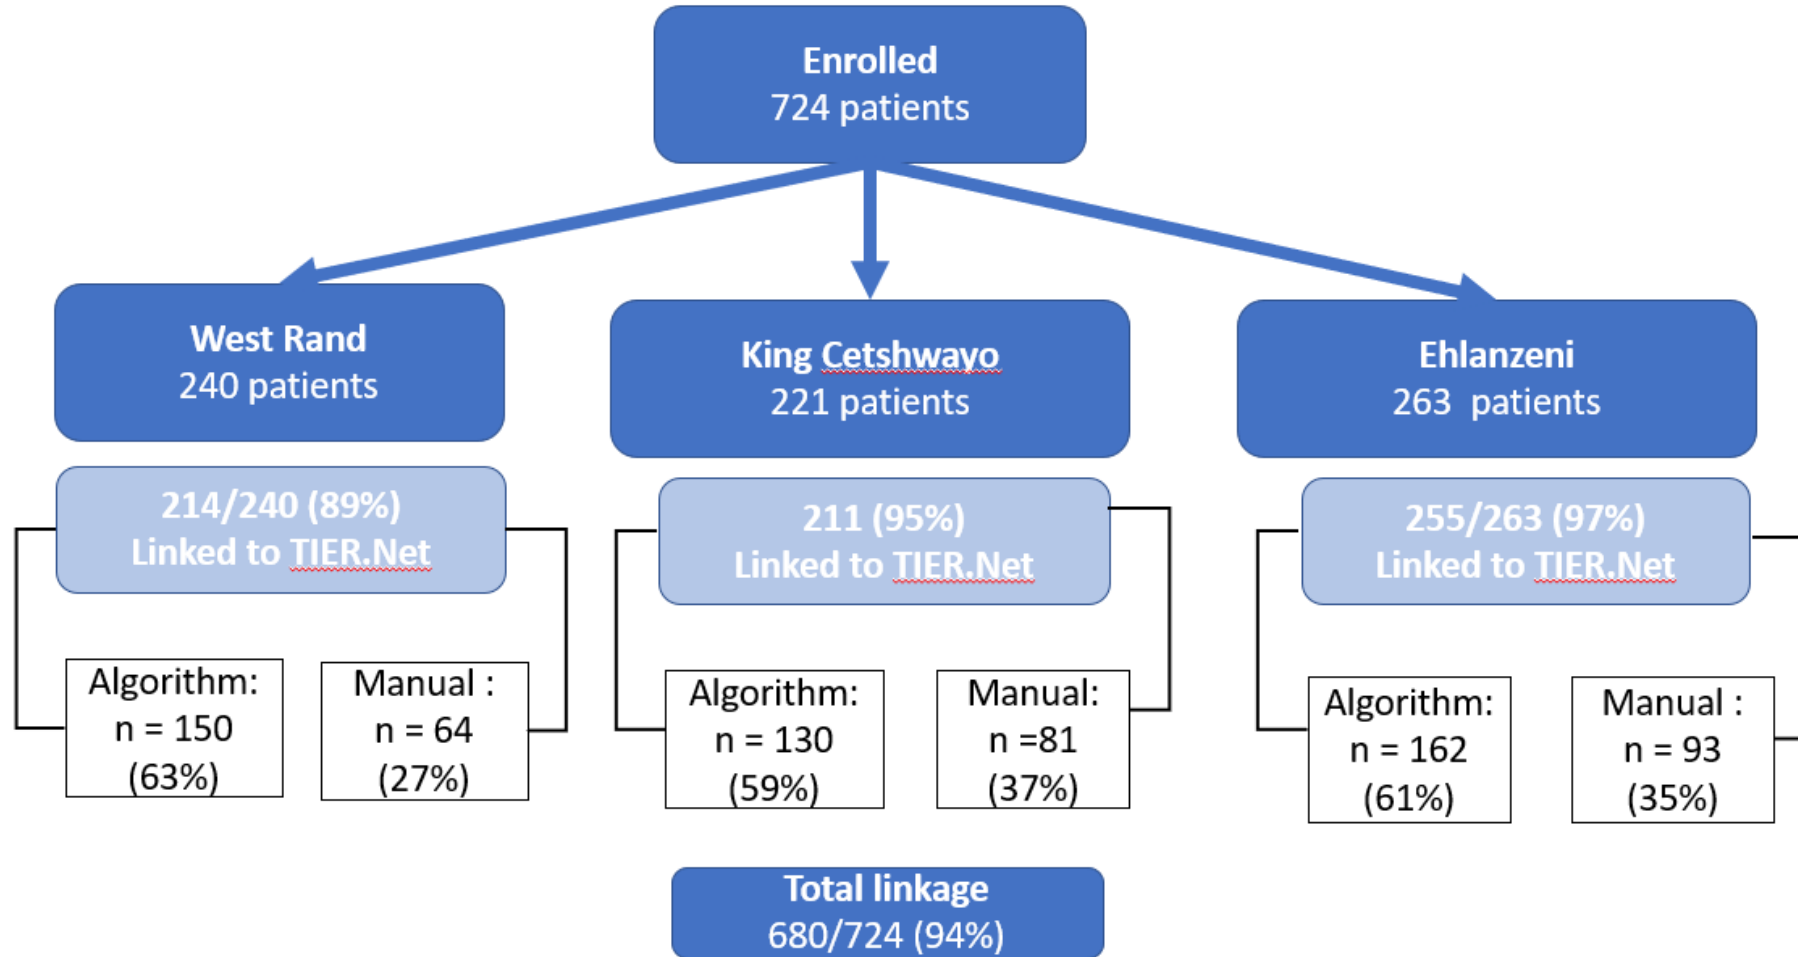 Enrolled
724 patients
West Rand
240 patients
King Cetshwayo
221 patients
Ehlanzeni
263  patients
214/240 (89%)
Linked to TIER.Net
211 (95%)
Linked to TIER.Net
255/263 (97%)
Linked to TIER.Net
Algorithm:
n = 150
(63%)
Manual :
n = 64
(27%)
Algorithm:
n = 130
(59%)
Manual:
n =81
(37%)
Algorithm:
n = 162
(61%)
Manual :
n = 93
(35%)
Total linkage
680/724 (94%)